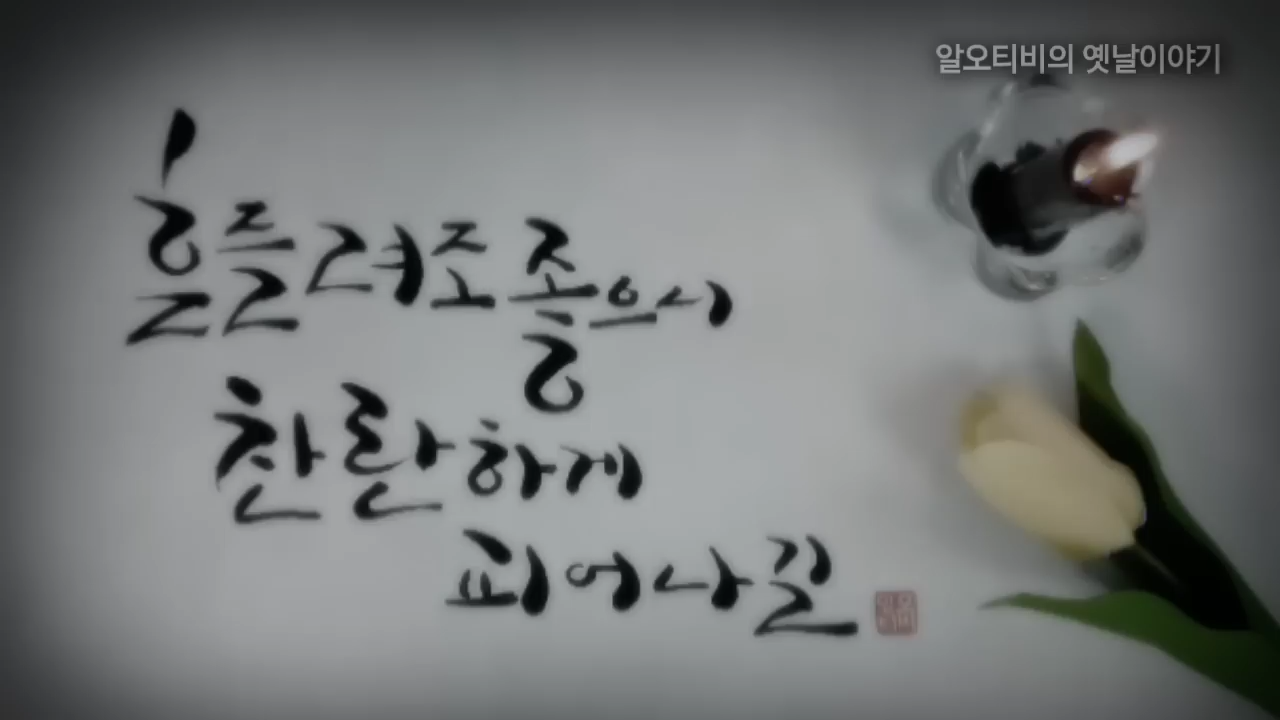 알오티비의 옛날이야기
흔들려조좋으니
찬란하게
피어나길